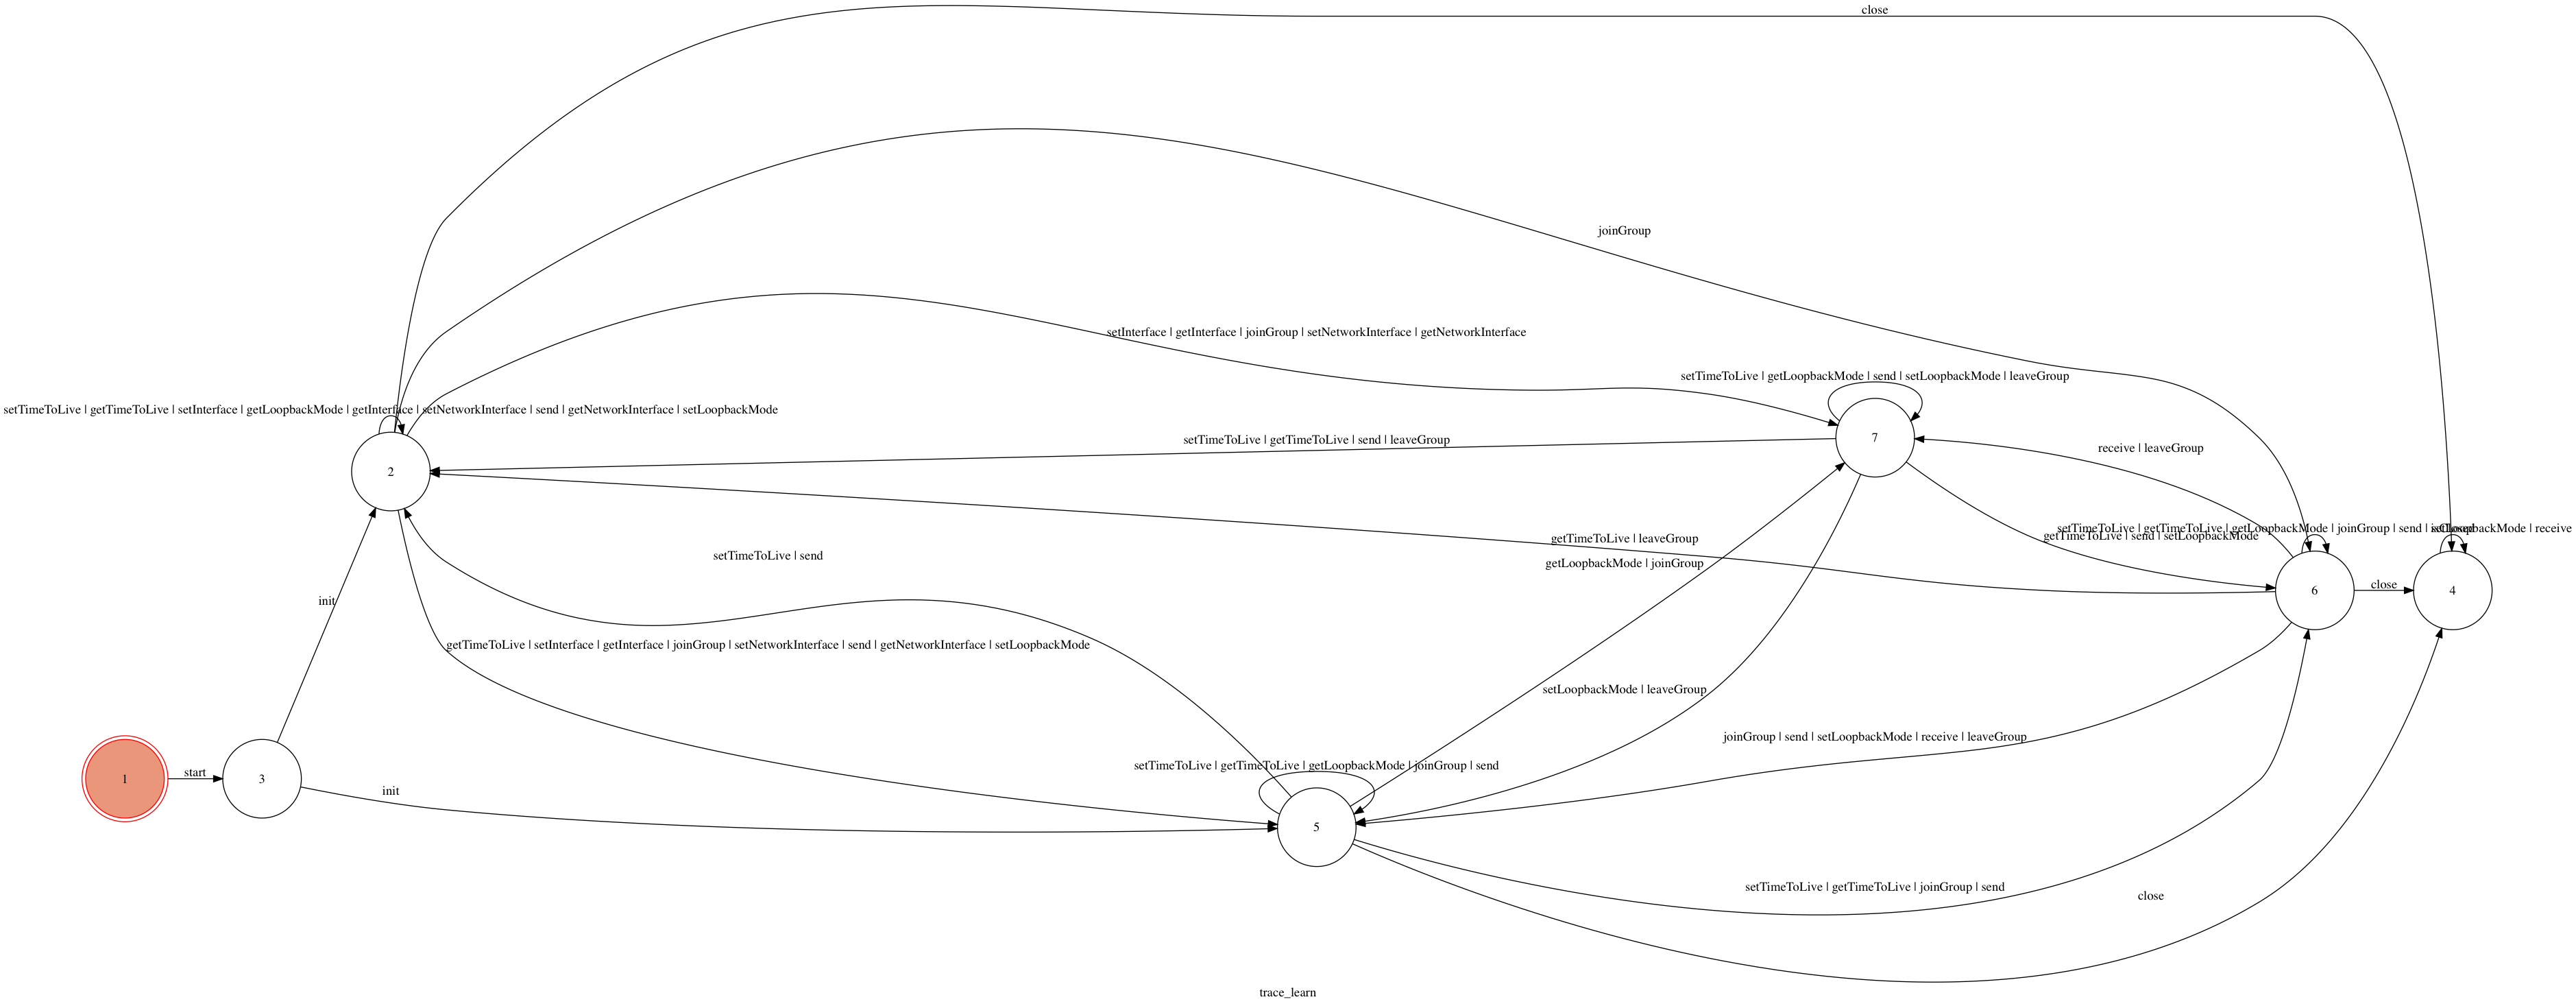 close
joinGroup
setInterface | getInterface | joinGroup | setNetworkInterface | getNetworkInterface
setTimeToLive | getLoopbackMode | send | setLoopbackMode | leaveGroup
setTimeToLive | getTimeToLive | setInterface | getLoopbackMode | getInterface | setNetworkInterface | send | getNetworkInterface | setLoopbackMode
7
setTimeToLive | getTimeToLive | send | leaveGroup
receive | leaveGroup
2
setTimeToLive | getTimeToLive | getLoopbackMode | joinGroup | send | setLoopbackMode | receive
isClosed
getTimeToLive | send | setLoopbackMode
getTimeToLive | leaveGroup
setTimeToLive | send
getLoopbackMode | joinGroup
close
6
4
init
getTimeToLive | setInterface | getInterface | joinGroup | setNetworkInterface | send | getNetworkInterface | setLoopbackMode
setLoopbackMode | leaveGroup
joinGroup | send | setLoopbackMode | receive | leaveGroup
setTimeToLive | getTimeToLive | getLoopbackMode | joinGroup | send
start
1
3
init
5
setTimeToLive | getTimeToLive | joinGroup | send
close
trace_learn